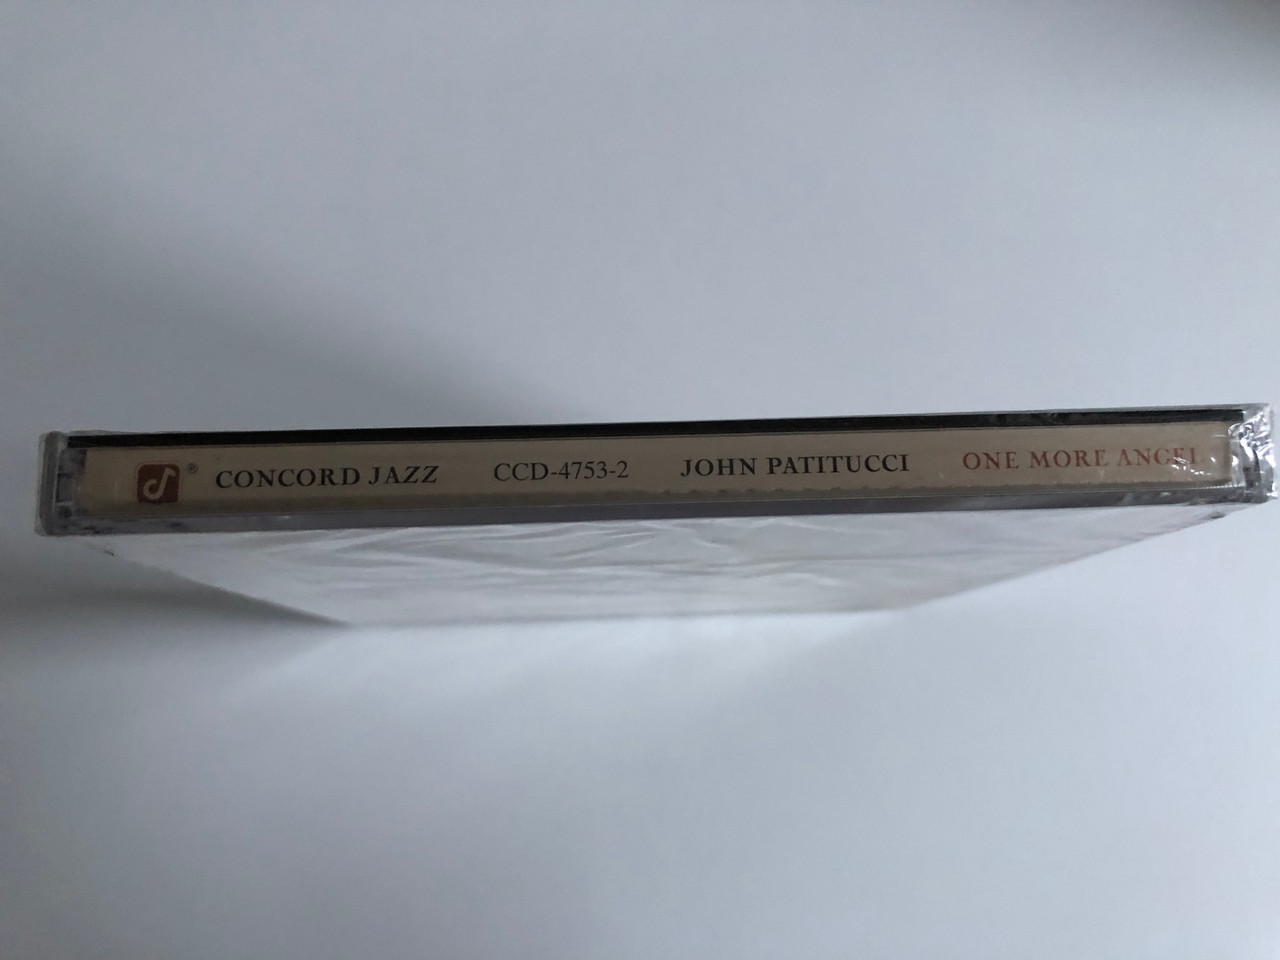 ® CONCORD JAZZ CCD-4753-2 JOHN PATITUCCI ONE MORE ANGEL